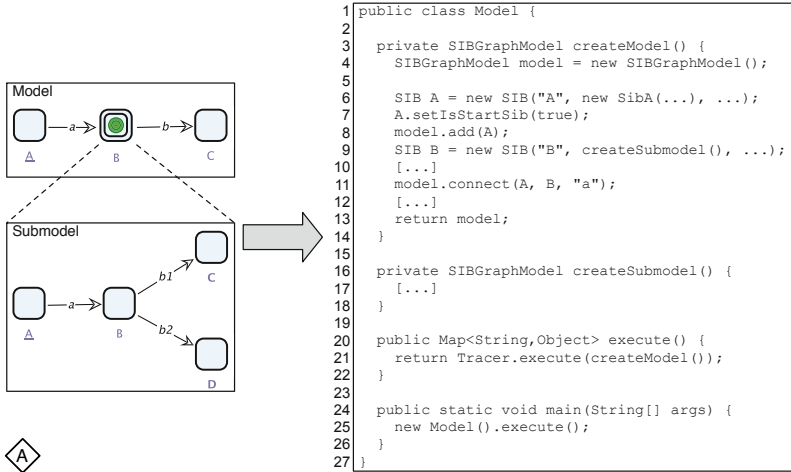 Model
a
b
A
B
C
Submodel
b1
C
a
A
B
b2
D
A
1 public class Model {
2
3 private SIBGraphModel createModel() {
4 SIBGraphModel model = new SIBGraphModel();
5
6 SIB A = new SIB("A", new SibA(...), ...);
7 A.setIsStartSib(true);
8 model.add(A);
9 SIB B = new SIB("B", createSubmodel(), ...);
10 [...]
11 model.connect(A, B, "a");
12 [...]
13 return model;
14 }
15
16 private SIBGraphModel createSubmodel() {
17 [...]
18 }
19
20 public Map<String,Object> execute() {
21 return Tracer.execute(createModel());
22 }
23
24 public static void main(String[] args) {
25 new Model().execute();
26 }
27 }